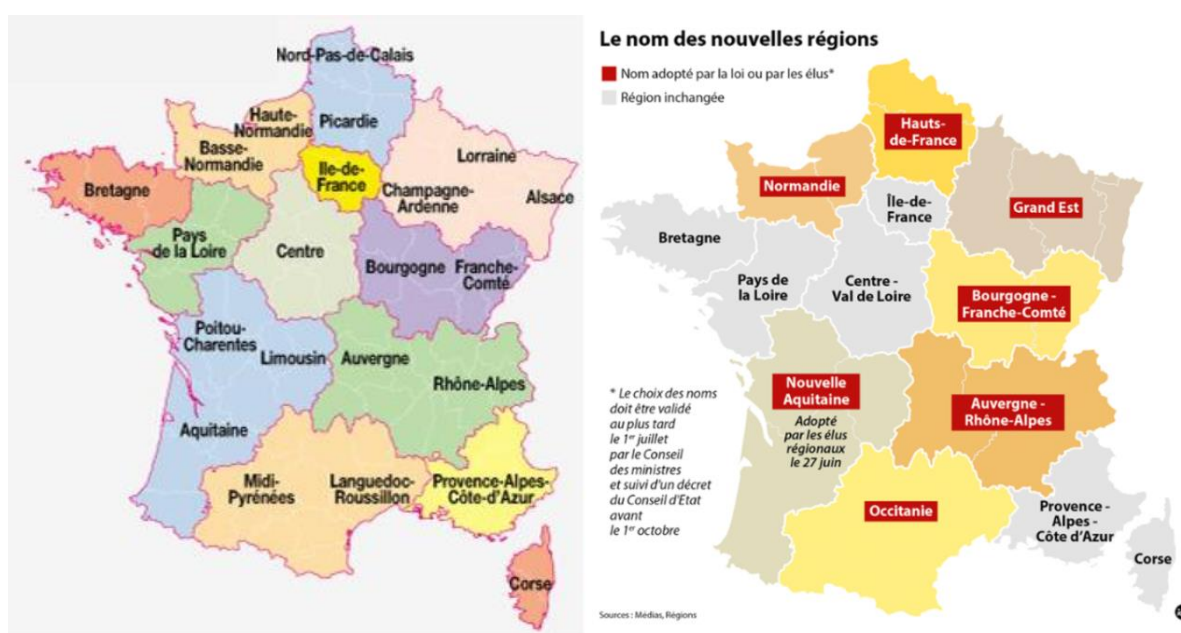 Nord-Pas-de-Calais
Haute-
Normandie
Picardie
Basse-
Normandie
Lorraine
Ile-de-
France
Champagne-
Ardenne
Alsace
Bretagne
Pays
de la Loire
Centre
Bourgogne
Franche-
Comté
Poitou-
Charentes
Limousin
Auvergne
Rhône-Alpes
Aquitaine
Midi-
Pyrénées
Languedoc-
Roussillon
Provence-Alpes-
Côte-d'Azur
Corse
Le nom des nouvelles régions
Nom adopté par la loi ou par les élus*
Région inchangée
Hauts-
de-France
Normandie
Île-de-
France
Grand Est
Bretagne
Pays de
la Loire
Centre -
Val de Loire
Bourgogne -
Franche-Comté
Nouvelle
Aquitaine
Adopté
par les élus
régionaux
le 27 juin
Auvergne -
Rhône-Alpes
* Le choix des noms
doit être validé
au plus tard
le 1er juillet
par le Conseil
des ministres
et suivi d'un décret
du Conseil d'Etat
avant
le 1er octobre
Occitanie
Provence -
Alpes -
Côte d'Azur
Corse
Sources : Médias, Régions